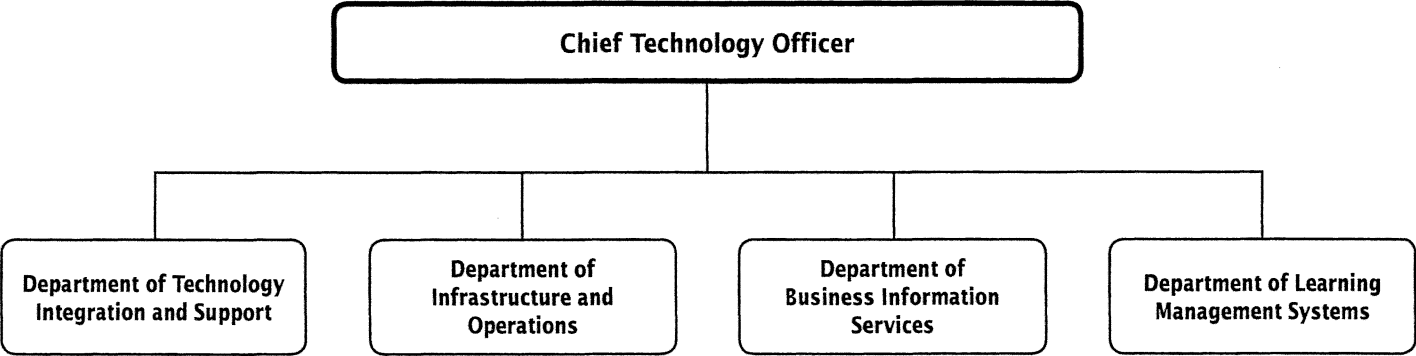 Chief Technology Officer
Department of Technology
Integration and Support
Department of
Infrastructure and
Operations
Department of
Business Information
Services
Department of Learning
Management Systems